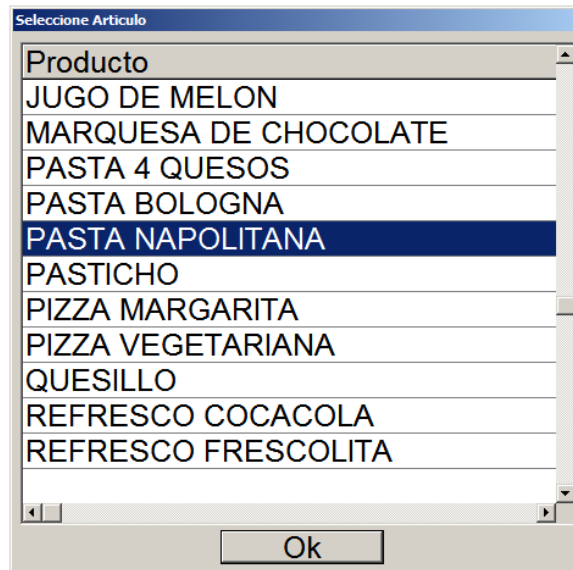 Seleccione Articulo
Producto
JUGO DE MELON
MARQUESA DE CHOCOLATE
PASTA 4 QUESOS
PASTA BOLOGNA
PASTA NAPOLITANA
PASTICHO
PIZZA MARGARITA
PIZZA VEGETARIANA
QUESILLO
REFRESCO COCACOLA
REFRESCO FRESCOLITA
Ok